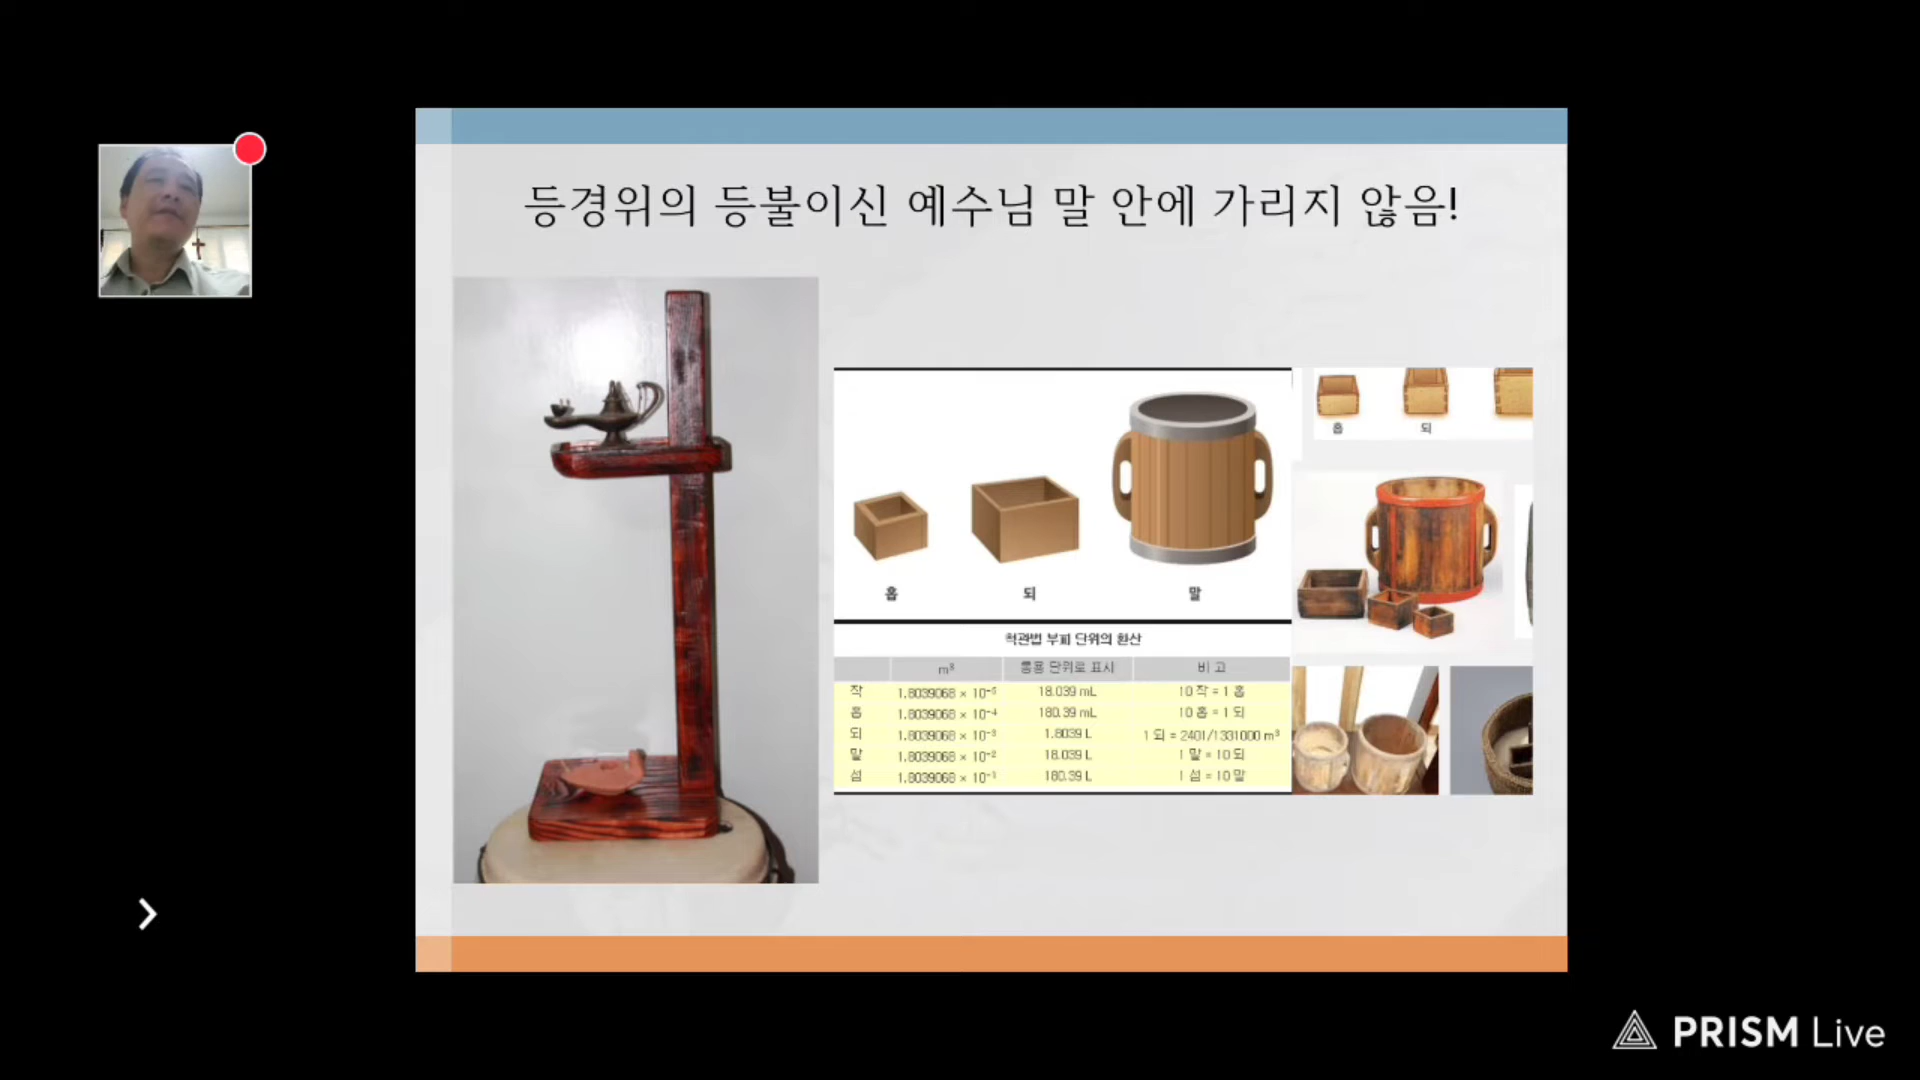 등경위의 등불이신 예수님 말 안에 가리지 않음!
홉 되
홉 되 말
척관법 부피 단위의 환산
m³ 통용 단위로 표시 비 고
작 1.8039068 × 10⁻⁵ 18.039 mL 10 작 = 1 홉
홉 1.8039068 × 10⁻⁴ 180.39 mL 10 홉 = 1 되
되 1.8039068 × 10⁻³ 1.8039 L 1 되 = 2401/1331000 m³
말 1.8039068 × 10⁻² 18.039 L 1 말 = 10 되
섬 1.8039068 × 10⁻¹ 180.39 L 1 섬 = 10 말
PRISM Live